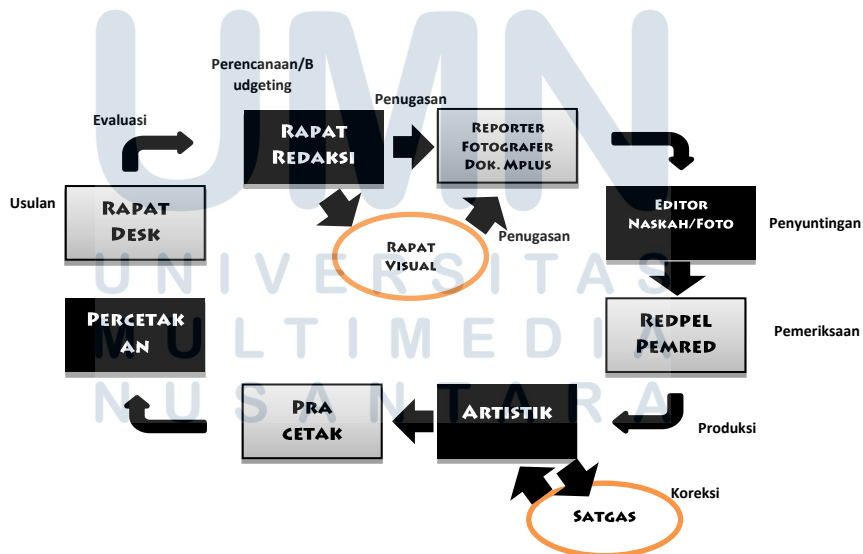 UMN
UNIVERSITAS
MULTIMEDIA
NUSANTARA
Usulan
RAPAT
DESK
Evaluasi
Perencanaan/B
udgeting
RAPAT
REDAKSI
Penugasan
REPORTER
FOTOGRAFER
DOK. MPLUS
RAPAT
VISUAL
Penugasan
EDITOR
NASKAH/FOTO
Penyuntingan
REDPEL
PEMRED
Pemeriksaan
Produksi
ARTISTIK
Koreksi
SATGAS
PRA
CETAK
PERCETAK
AN